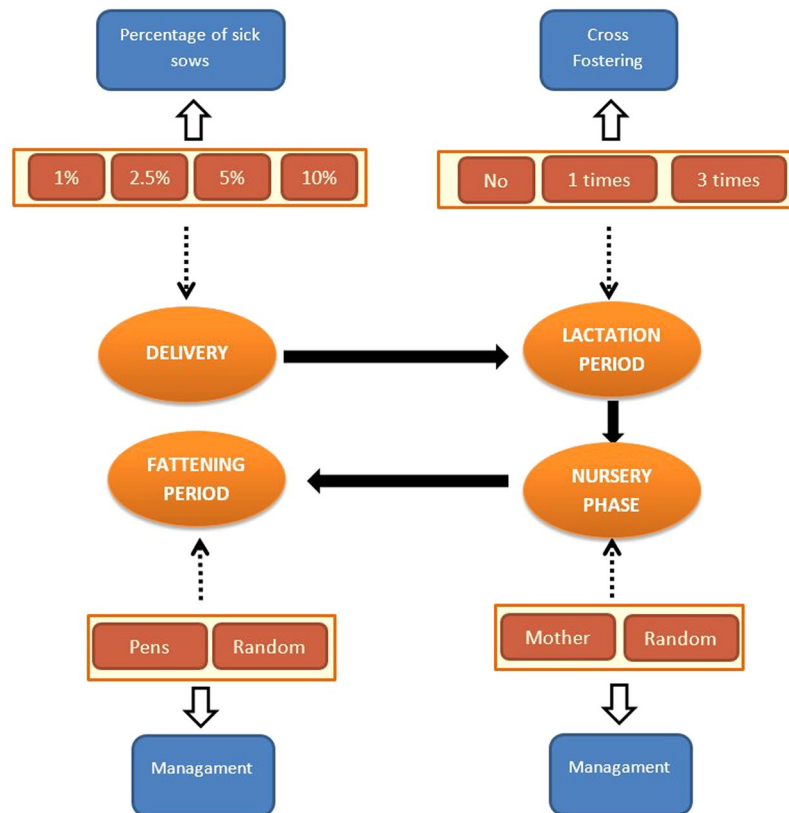 Percentage of sick
sows
Cross
Fostering
1%
2.5%
5%
10%
No
1 times
3 times
DELIVERY
LACTATION
PERIOD
FATTENING
PERIOD
NURSERY
PHASE
Pens
Random
Mother
Random
Managament
Managament